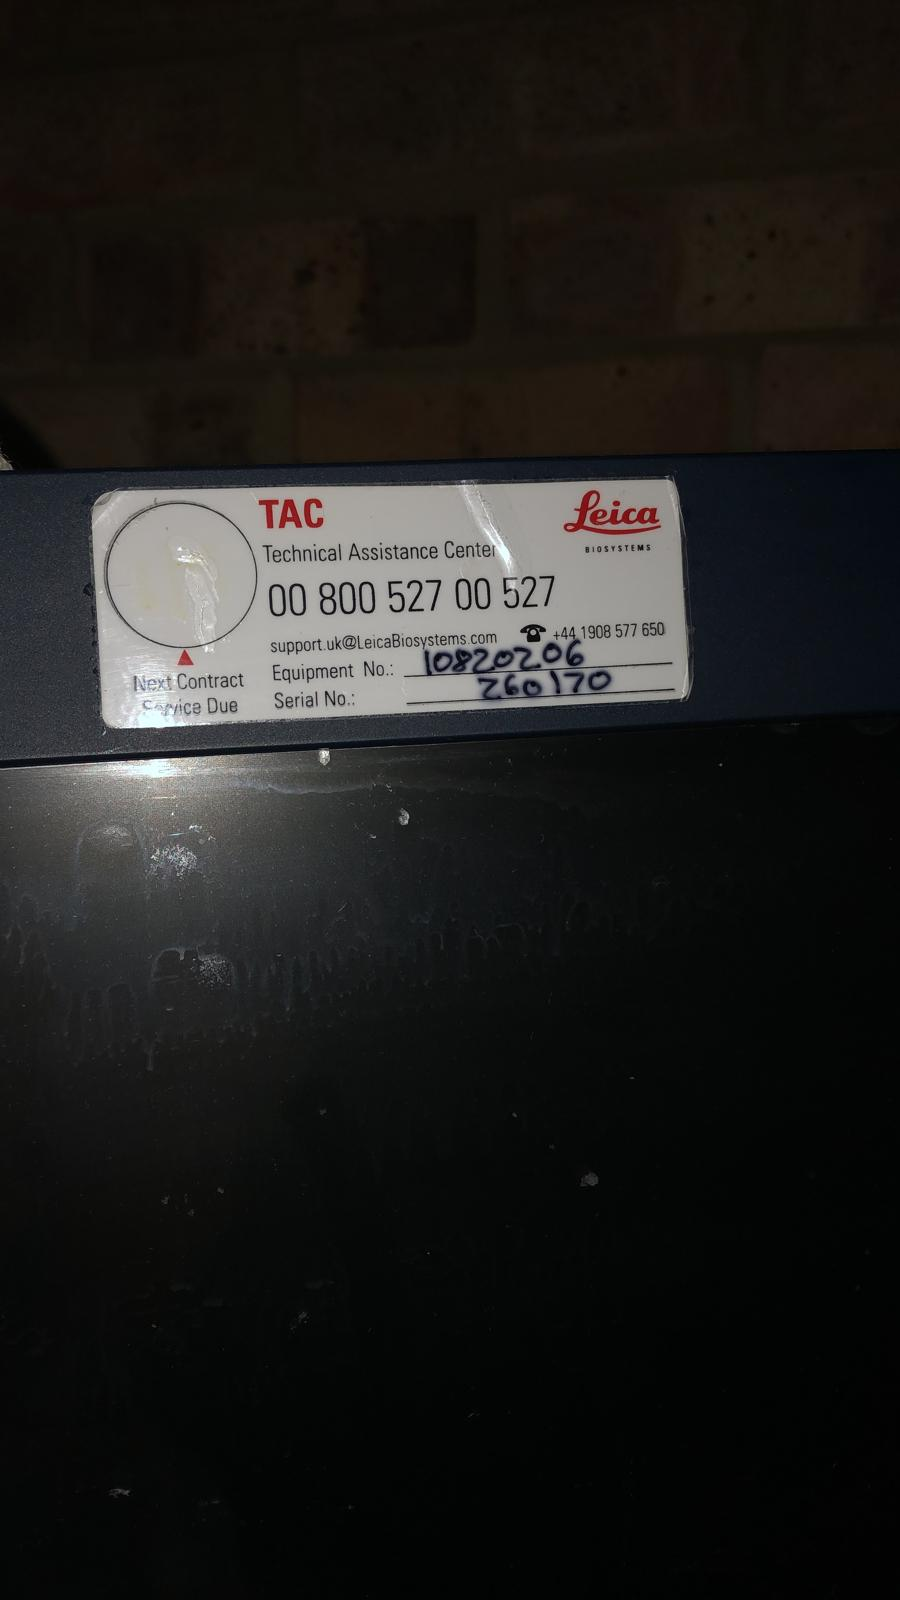 TAC
Leica
BIOSYSTEMS
Technical Assistance Center
00 800 527 00 527
support.uk@LeicaBiosystems.com ☎ +44 1908 577 650
Equipment No.: 10820206
Serial No.: 260170
Next Contract
Service Due